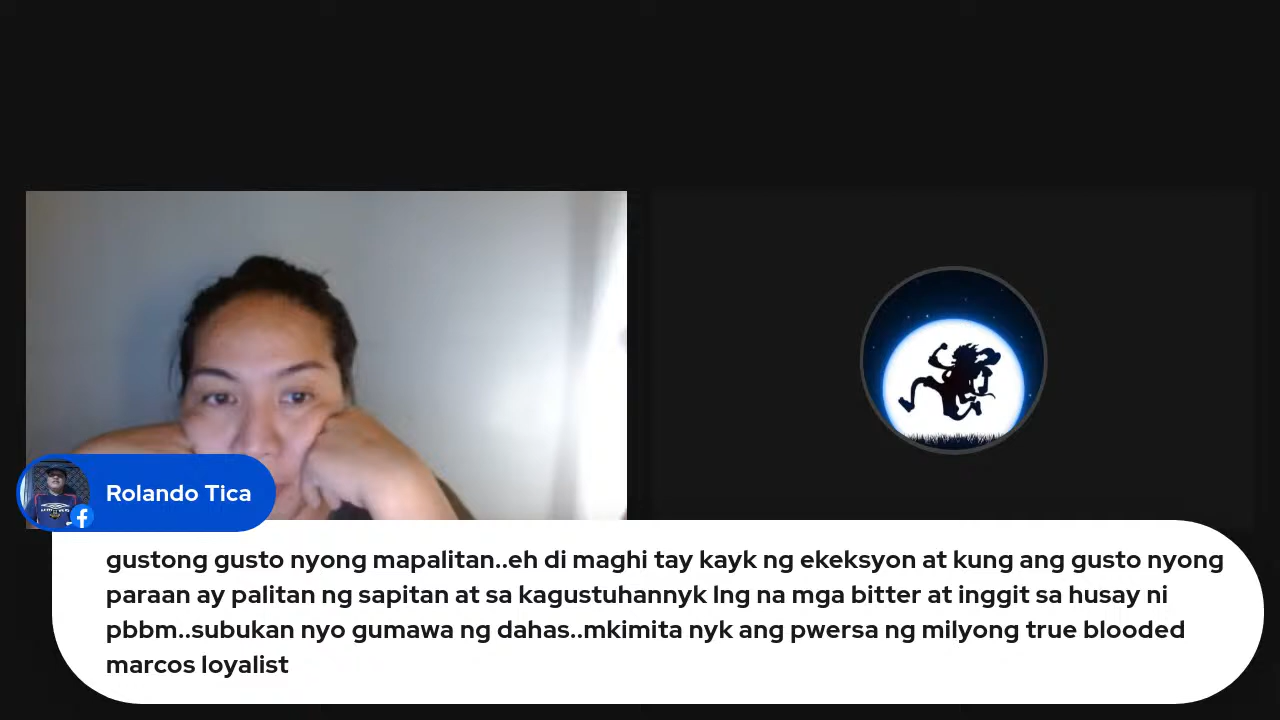 Rolando Tica
gustong gusto nyong mapalitan..eh di maghi tay kayk ng ekeksyon at kung ang gusto nyong
paraan ay palitan ng sapitan at sa kagustuhannyk lng na mga bitter at inggit sa husay ni
pbbm..subukan nyo gumawa ng dahas..mkimita nyk ang pwersa ng milyong true blooded
marcos loyalist